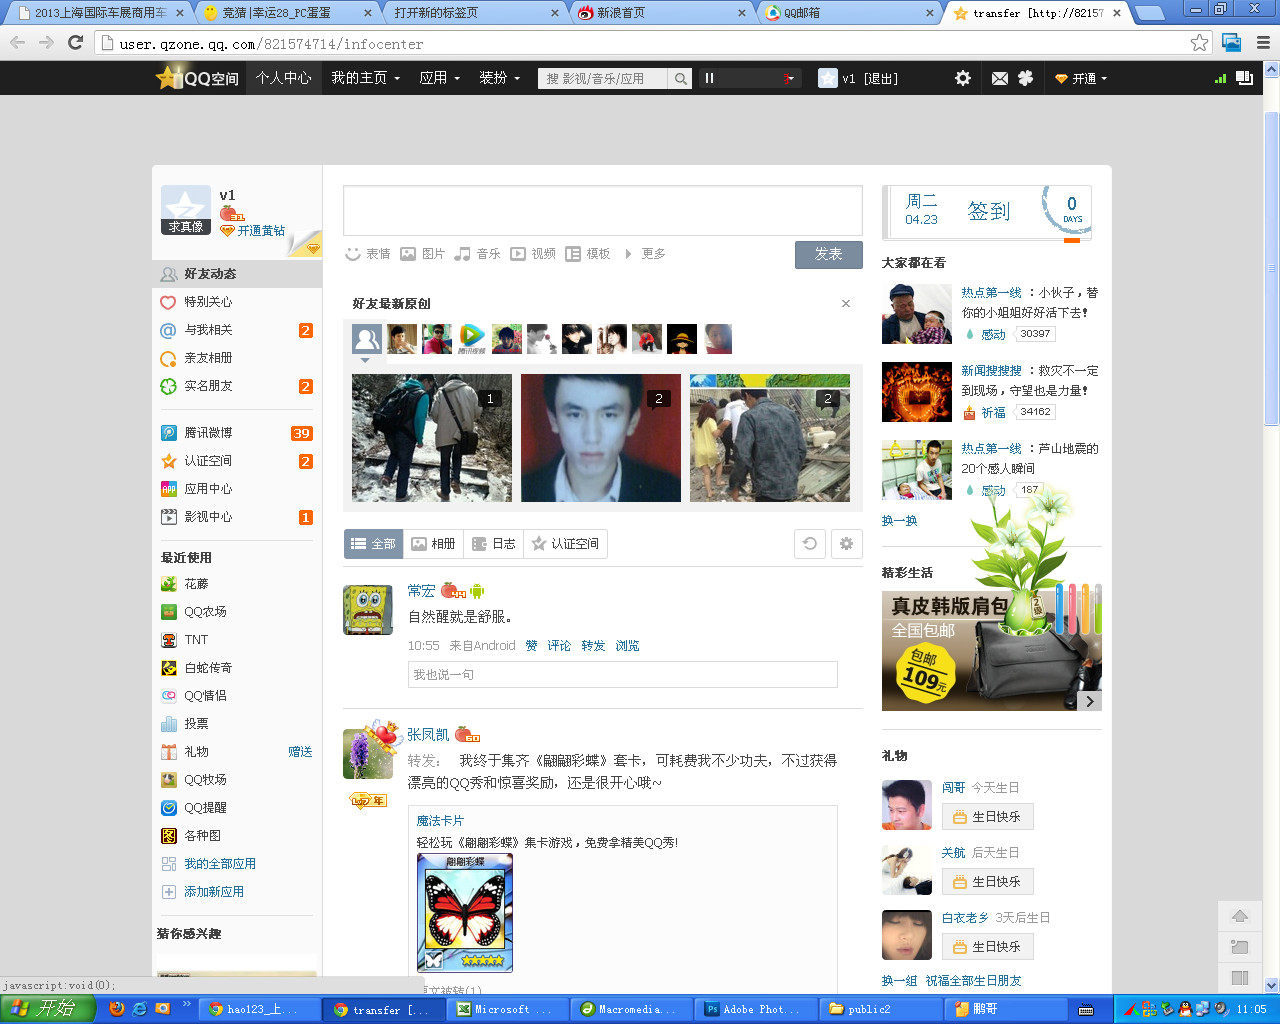 2013上海国际车展商用车
竞猜|幸运28_PC蛋蛋
打开新的标签页
新浪首页
QQ邮箱
transfer [http://82157
user.qzone.qq.com/821574714/infocenter
QQ空间
个人中心
我的主页
应用
装扮
搜 影视/音乐/应用
v1 [退出]
开通
v1
求真像
开通黄钻
好友动态
特别关心
与我相关 2
亲友相册
实名朋友 2
腾讯微博 39
认证空间 2
APP 应用中心
影视中心 1
最近使用
花藤
QQ农场
TNT
白蛇传奇
QQ情侣
投票
礼物 赠送
QQ牧场
QQ提醒
各种图
我的全部应用
添加新应用
猜你感兴趣
表情 图片 音乐 视频 模板 更多
发表
好友最新原创
腾讯视频
1
2
2
全部 相册 日志 认证空间
常宏
自然醒就是舒服。
10:55 来自Android 赞 评论 转发 浏览
我也说一句
张凤凯
转发： 我终于集齐《翩翩彩蝶》套卡，可耗费我不少功夫，不过获得
漂亮的QQ秀和惊喜奖励，还是很开心哦~
年
魔法卡片
轻松玩《翩翩彩蝶》集卡游戏，免费拿精美QQ秀!
翩翩彩蝶
原文被转(1)
周二
04.23
签到
0
DAYS
大家都在看
热点第一线 ：小伙子，替
你的小姐姐好好活下去!
感动 30397
新闻搜搜搜 ：救灾不一定
到现场，守望也是力量!
祈福 34162
热点第一线 ：芦山地震的
20个感人瞬间
感动 187
换一换
精彩生活
真皮韩版肩包
全国包邮
包邮
109元
礼物
闯哥 今天生日
生日快乐
关航 后天生日
生日快乐
白衣老乡 3天后生日
生日快乐
换一组 祝福全部生日朋友
javascript:void(0);
开始
hao123_上...
transfer [...
Microsoft ...
Macromedia...
Adobe Phot...
public2
鹏哥
11:05